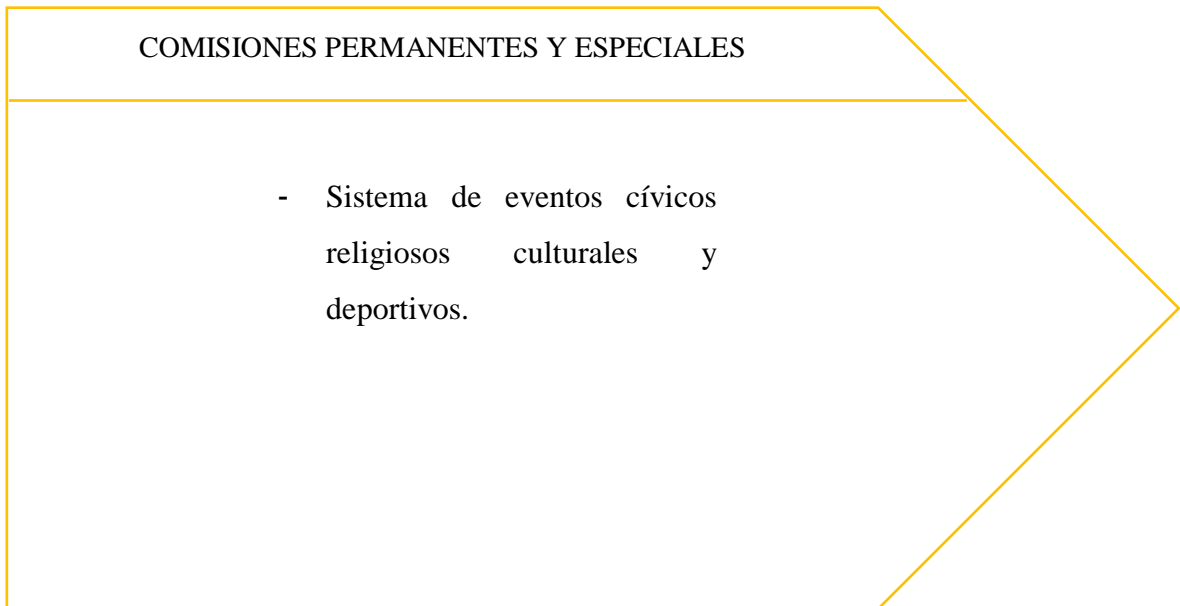 COMISIONES PERMANENTES Y ESPECIALES
- Sistema de eventos cívicos
religiosos culturales y
deportivos.